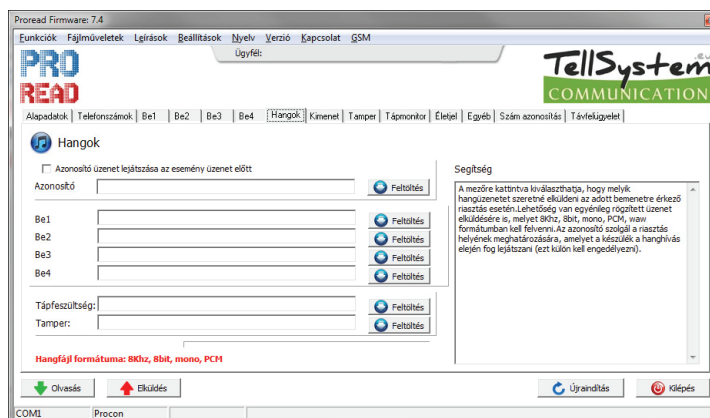 Proread Firmware: 7.4
Funkciók Fájlműveletek Lgírások Beállítások Nyelv Verzió Kapcsolat GSM
Ügyfél:
PRO
READ
TellSystem.eu
COMMUNICATION
Alapadatok Telefonszámok Be1 Be2 Be3 Be4 Hangok Kimenet Tamper Tápmonitor Életjel Egyéb Szám azonosítás Távfelügyelet
Hangok
Azonosító üzenet lejátszása az esemény üzenet előtt
Azonosító Feltöltés
Be1 Feltöltés
Be2 Feltöltés
Be3 Feltöltés
Be4 Feltöltés
Tápfeszültség: Feltöltés
Tamper: Feltöltés
Hangfájl formátuma: 8Khz, 8bit, mono, PCM
Segítség
A mezőre kattintva kiválaszthatja, hogy melyik
hangüzenetet szeretné elküldeni az adott bemenetre érkező
riasztás esetén.Lehetőség van egyénileg rögzített üzenet
elküldésére is, melyet 8Khz, 8bit, mono, PCM, waw
formátumban kell felvenni.Az azonosító szolgál a riasztás
helyének meghatározására, amelyet a készülék a hanghívás
elején fog lejátszani (ezt külön kell engedélyezni).
Olvasás Elküldés Újraindítás Kilépés
COM1 Procon